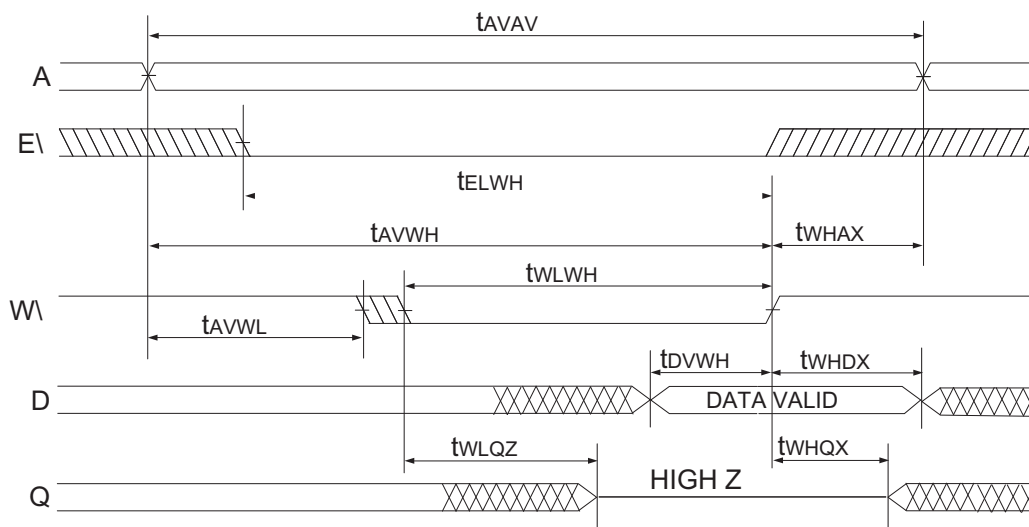 tAVAV
A
E\
tELWH
tAVWH
tWHAX
tWLWH
W\
tAVWL
tDVWH
tWHDX
D
DATA VALID
tWLQZ
tWHQX
HIGH Z
Q